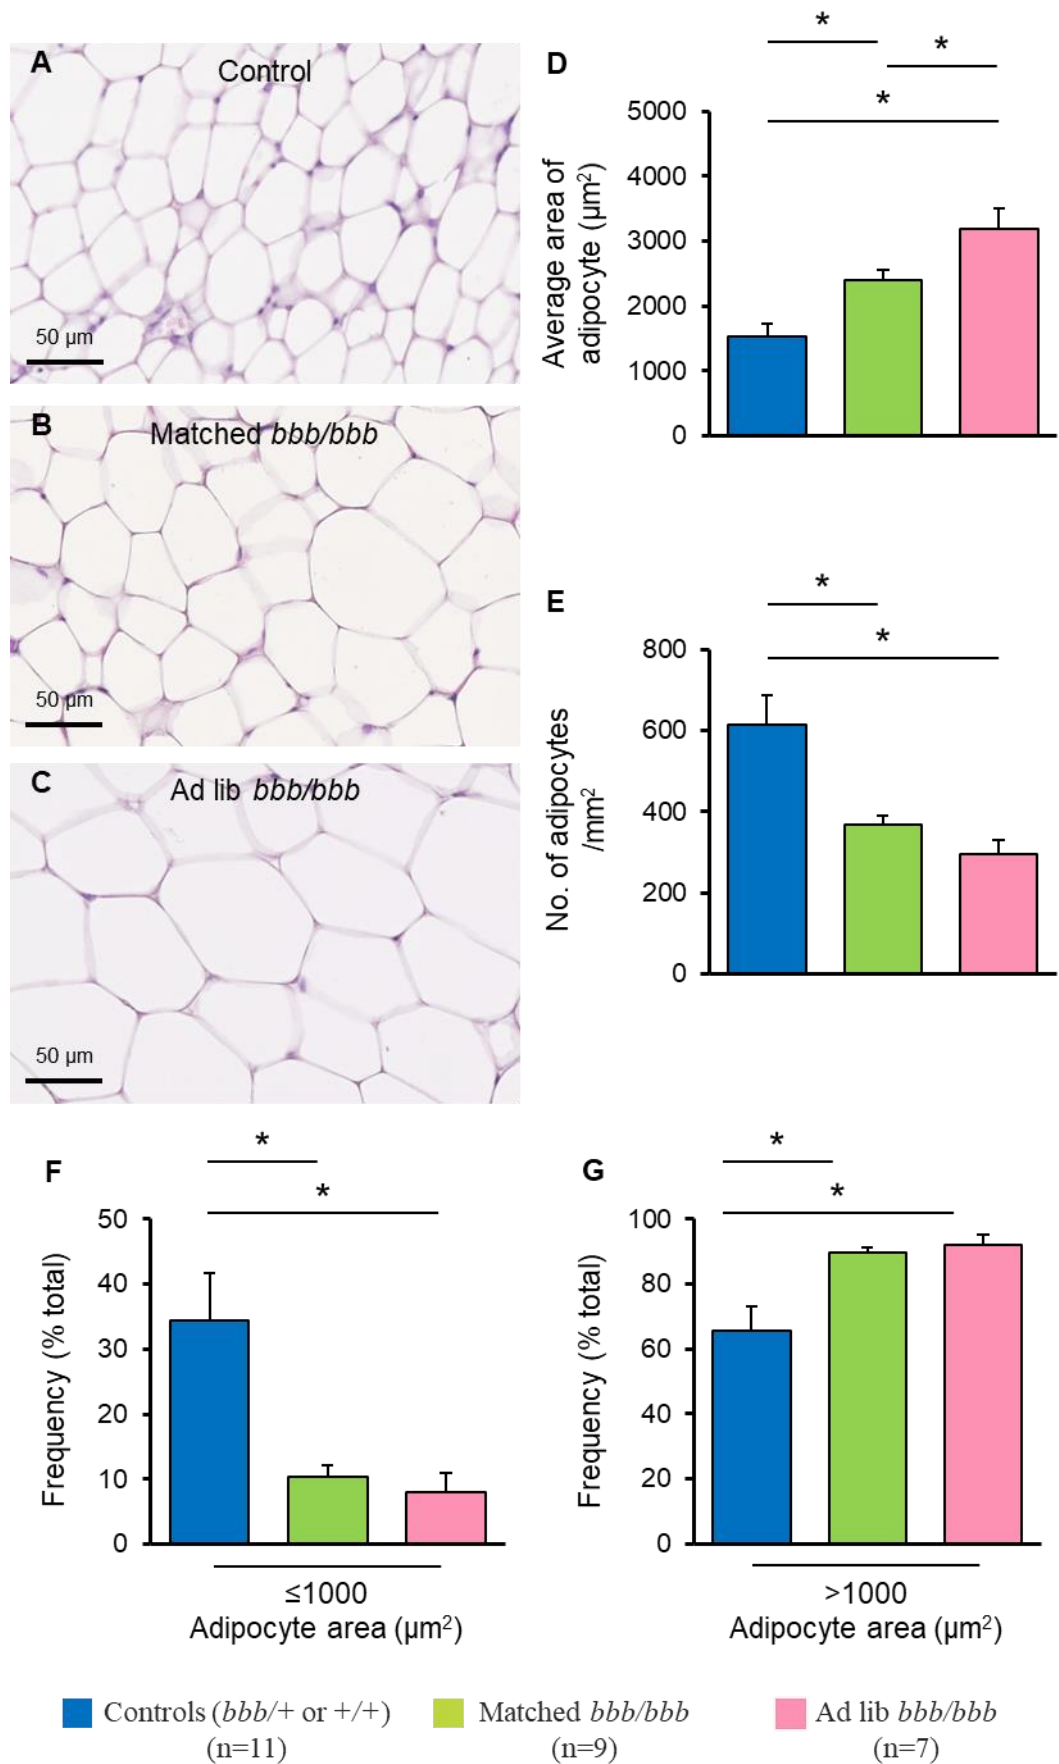 A
Control
50 µm
B
Matched bbb/bbb
50 µm
C
Ad lib bbb/bbb
50 µm
D
*
*
*
Average area of
adipocyte (µm²)
5000
4000
3000
2000
1000
0
E
*
*
No. of adipocytes
/mm²
800
600
400
200
0
F
*
*
Frequency (% total)
50
40
30
20
10
0
≤1000
Adipocyte area (µm²)
G
*
*
Frequency (% total)
100
80
60
40
20
0
>1000
Adipocyte area (µm²)
Controls (bbb/+ or +/+)
(n=11)
Matched bbb/bbb
(n=9)
Ad lib bbb/bbb
(n=7)